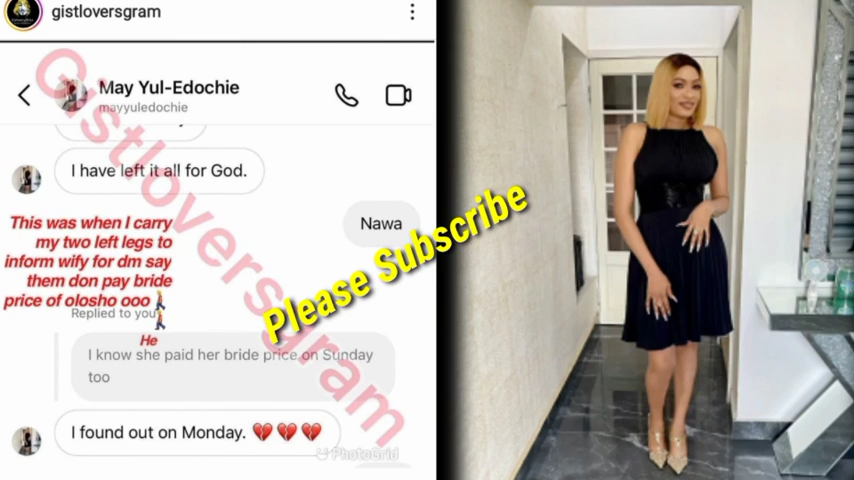 gistloversgram
May Yul-Edochie
mayyuledochie
I have left it all for God.
Nawa
This was when I carry
my two left legs to
inform wify for dm say
them don pay bride
price of olosho ooo
Replied to you
He
I know she paid her bride price on Sunday
too
I found out on Monday.
Gistloversgram
Please Subscribe
PhotoGrid